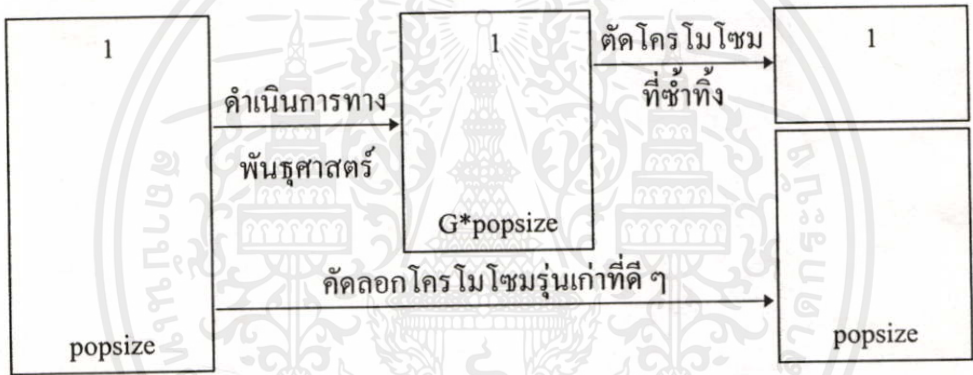 1
1
ตัดโครโมโซม
1
ที่ซ้ำทิ้ง
ดำเนินการทาง
พันธุศาสตร์
G*popsize
คัดลอกโครโมโซมรุ่นเก่าที่ดี ๆ
popsize
popsize